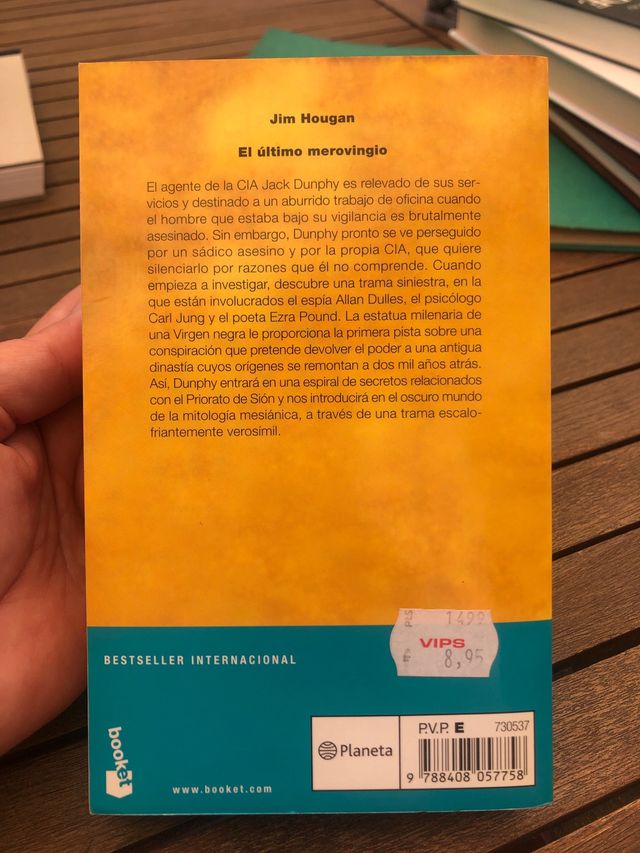 Jim Hougan
El último merovingio
El agente de la CIA Jack Dunphy es relevado de sus ser-
vicios y destinado a un aburrido trabajo de oficina cuando
el hombre que estaba bajo su vigilancia es brutalmente
asesinado. Sin embargo, Dunphy pronto se ve perseguido
por un sádico asesino y por la propia CIA, que quiere
silenciarlo por razones que él no comprende. Cuando
empieza a investigar, descubre una trama siniestra, en la
que están involucrados el espía Allan Dulles, el psicólogo
Carl Jung y el poeta Ezra Pound. La estatua milenaria de
una Virgen negra le proporciona la primera pista sobre una
conspiración que pretende devolver el poder a una antigua
dinastía cuyos orígenes se remontan a dos mil años atrás.
Así, Dunphy entrará en una espiral de secretos relacionados
con el Priorato de Sión y nos introducirá en el oscuro mundo
de la mitología mesiánica, a través de una trama escalo-
friantemente verosímil.
PTS 1499
VIPS
8,95
BESTSELLER INTERNACIONAL
booket
www.booket.com
Planeta
P.V.P. E 730537
9 788408 057758